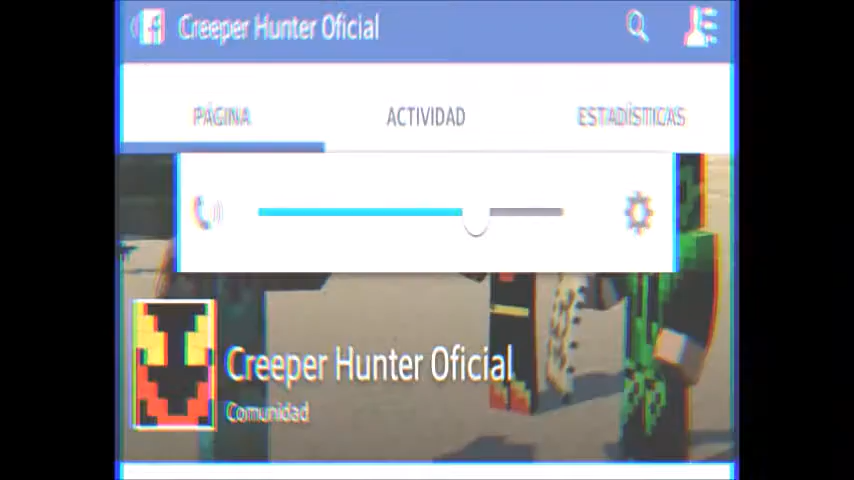 Creeper Hunter Oficial
PÁGINA
ACTIVIDAD
ESTADÍSTICAS
Creeper Hunter Oficial
Comunidad